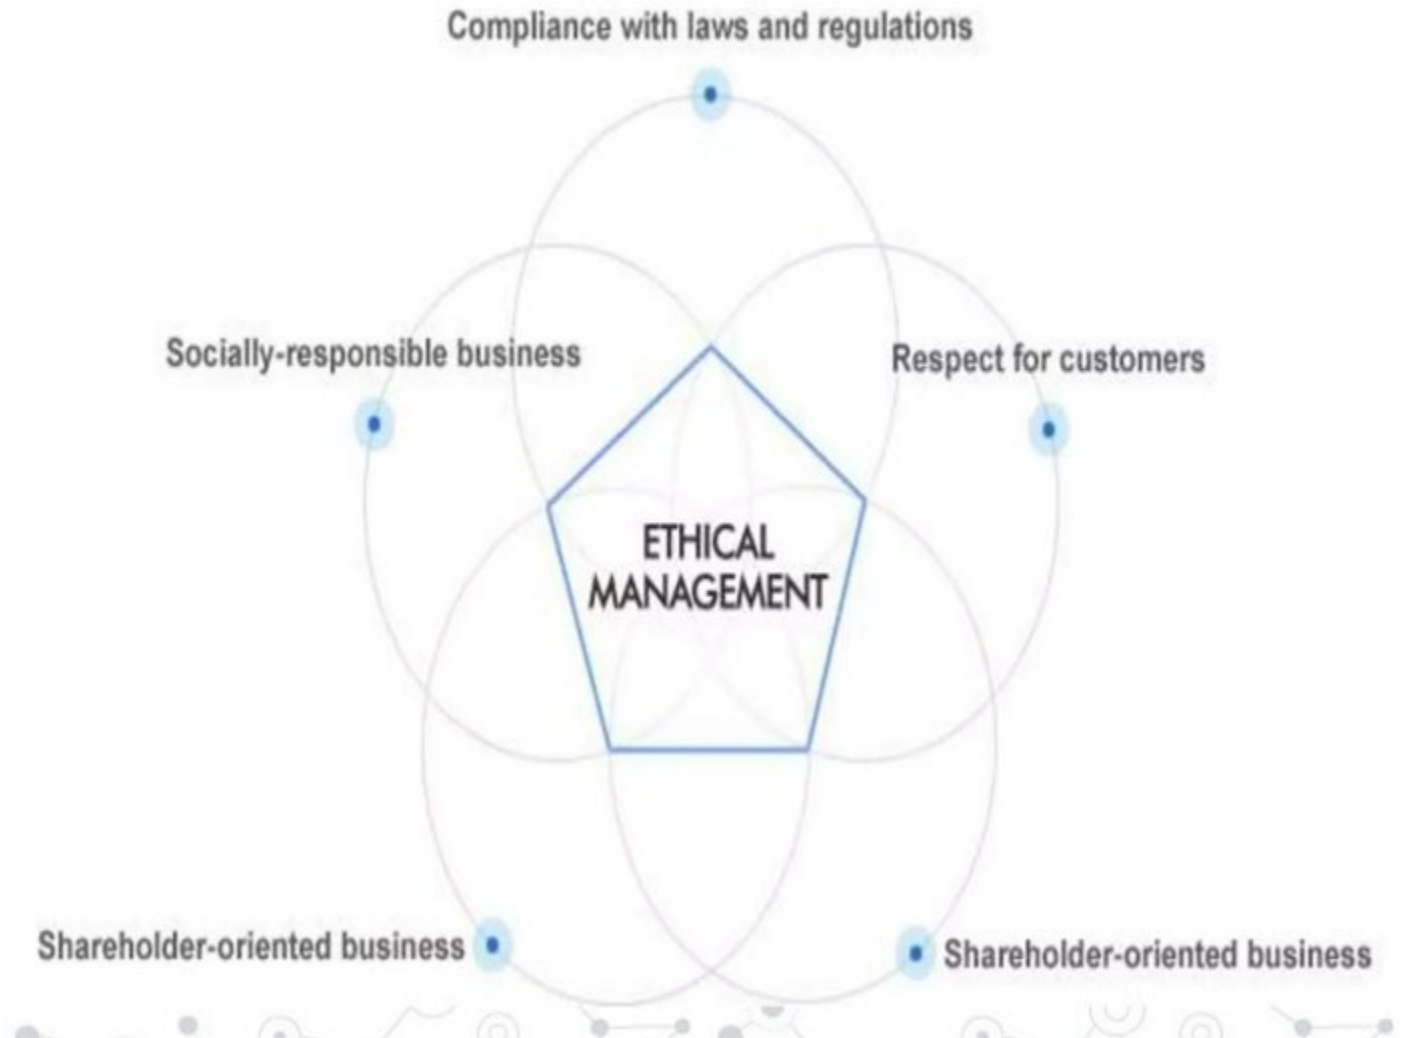 Compliance with laws and regulations
Socially-responsible business
Respect for customers
ETHICAL
MANAGEMENT
Shareholder-oriented business
Shareholder-oriented business